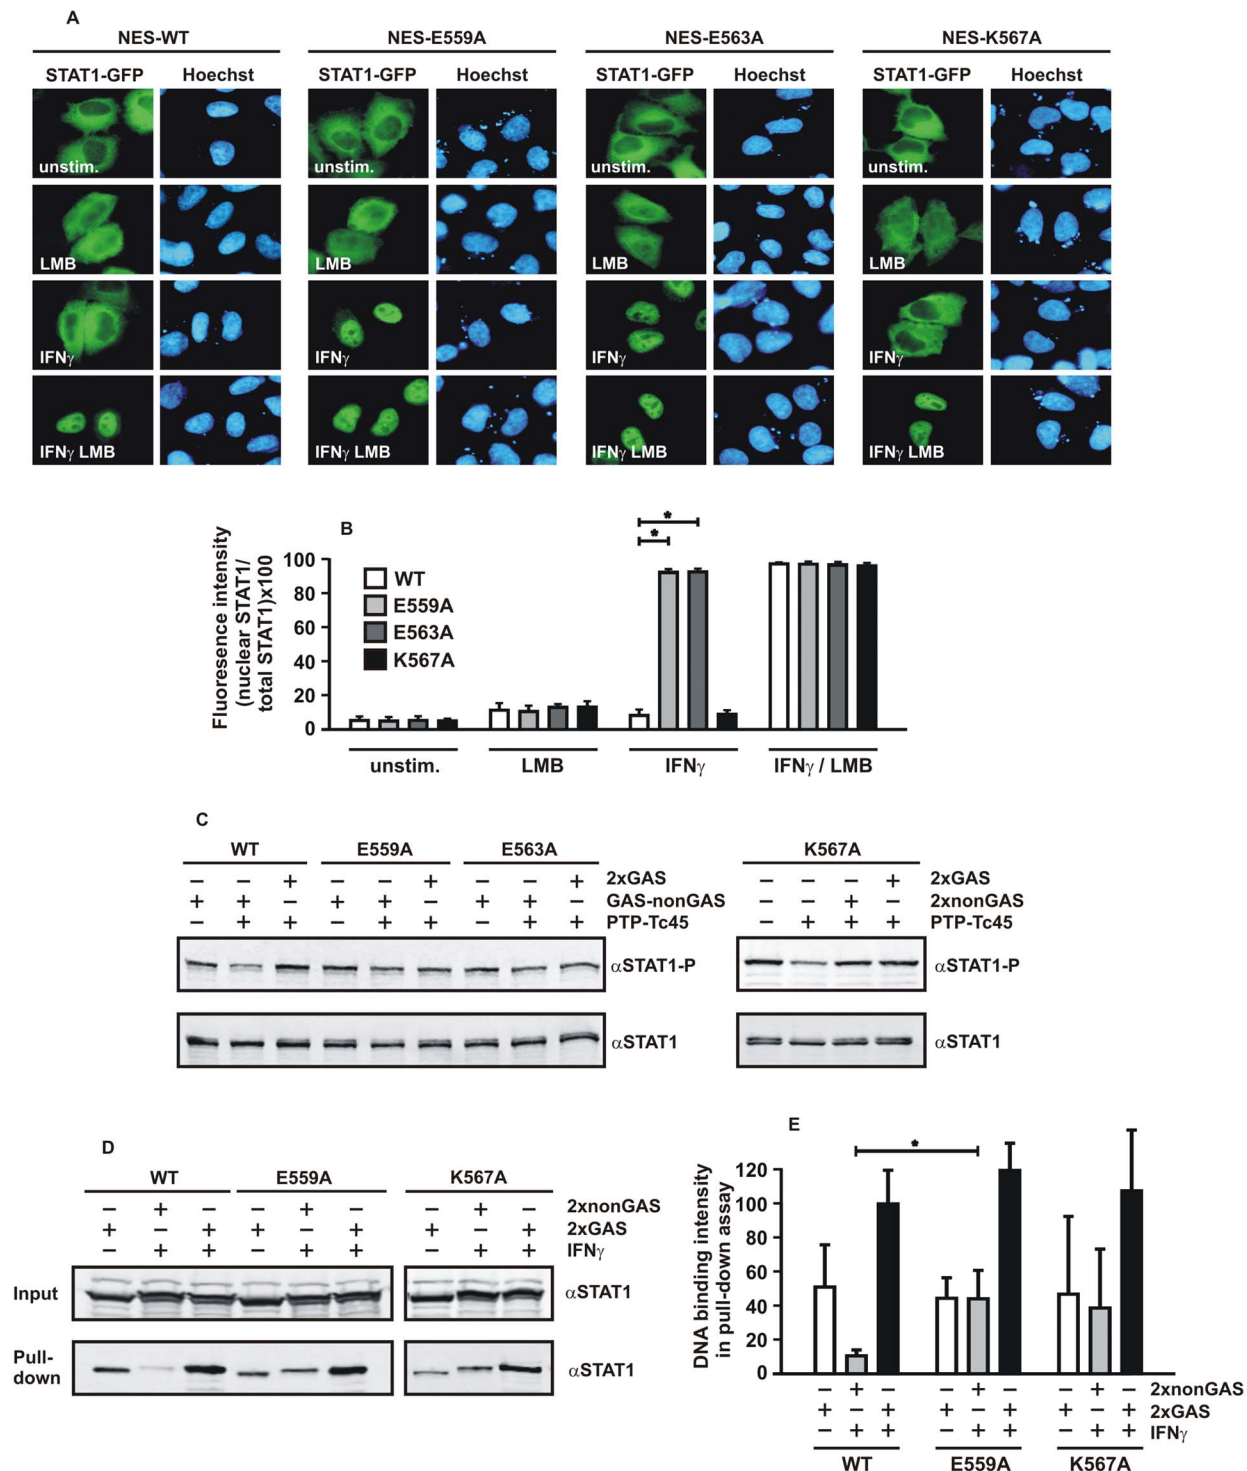 A
NES-WT NES-E559A NES-E563A NES-K567A
STAT1-GFP Hoechst STAT1-GFP Hoechst STAT1-GFP Hoechst STAT1-GFP Hoechst
unstim. unstim. unstim. unstim.
LMB LMB LMB LMB
IFNγ IFNγ IFNγ IFNγ
IFNγ LMB IFNγ LMB IFNγ LMB IFNγ LMB
B
Fluoresence intensity
(nuclear STAT1/
total STAT1)x100
100
80
60
40
20
0
WT
E559A
E563A
K567A
* *
unstim. LMB IFNγ IFNγ / LMB
C
WT E559A E563A K567A
– – + – – + – – + 2xGAS – – – + 2xGAS
+ + – + + – + + – GAS-nonGAS – – + – 2xnonGAS
– + + – + + – + + PTP-Tc45 – + + + PTP-Tc45
αSTAT1-P αSTAT1-P
αSTAT1 αSTAT1
D
WT E559A K567A
– + – – + – – + – 2xnonGAS
+ – + + – + + – + 2xGAS
– + + – + + – + + IFNγ
Input αSTAT1
Pull-
down αSTAT1
E
DNA binding intensity
in pull-down assay
120
100
80
60
40
20
0
*
– + – – + – – + – 2xnonGAS
+ – + + – + + – + 2xGAS
– + + – + + – + + IFNγ
WT E559A K567A